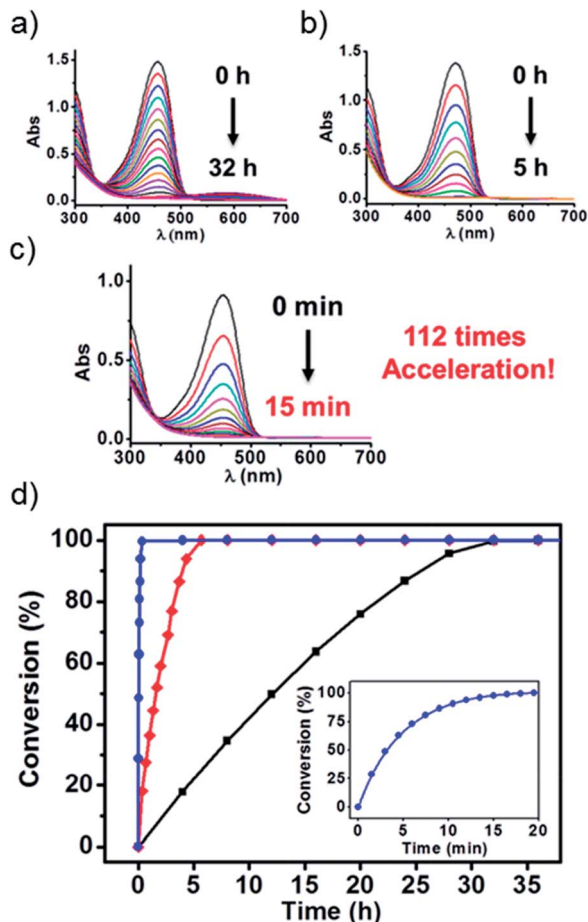 a)
b)
1.5
1.0
0.5
0.0
Abs
0 h
32 h
300 400 500 600 700
λ (nm)
1.5
1.0
0.5
0.0
Abs
0 h
5 h
300 400 500 600 700
λ (nm)
c)
1.0
0.5
0.0
Abs
0 min
15 min
300 400 500 600 700
λ (nm)
112 times
Acceleration!
d)
100
80
60
40
20
0
Conversion (%)
0 5 10 15 20 25 30 35
Time (h)
100
75
50
25
0
Conversion (%)
0 5 10 15 20
Time (min)